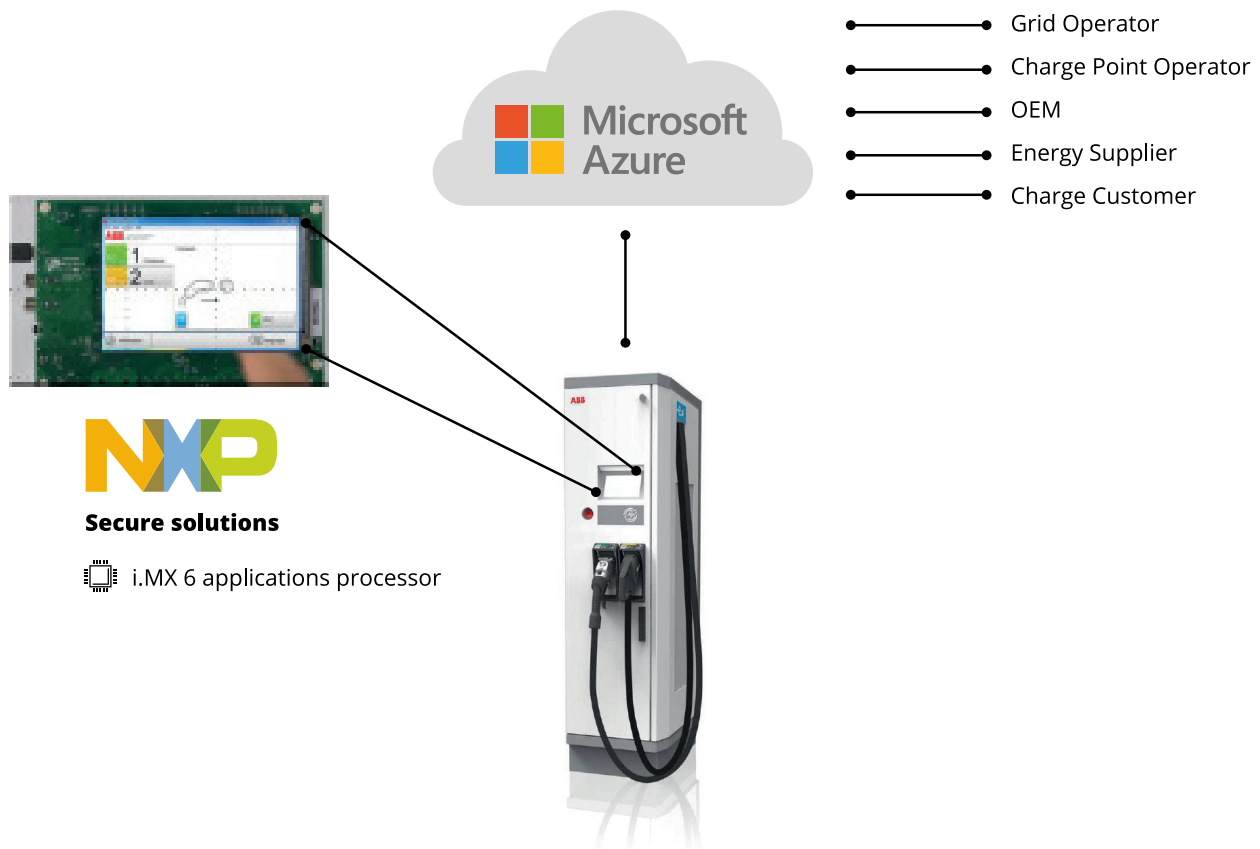 Microsoft
Azure
Grid Operator
Charge Point Operator
OEM
Energy Supplier
Charge Customer
ABB
1
2
NXP
Secure solutions
i.MX 6 applications processor
ABB